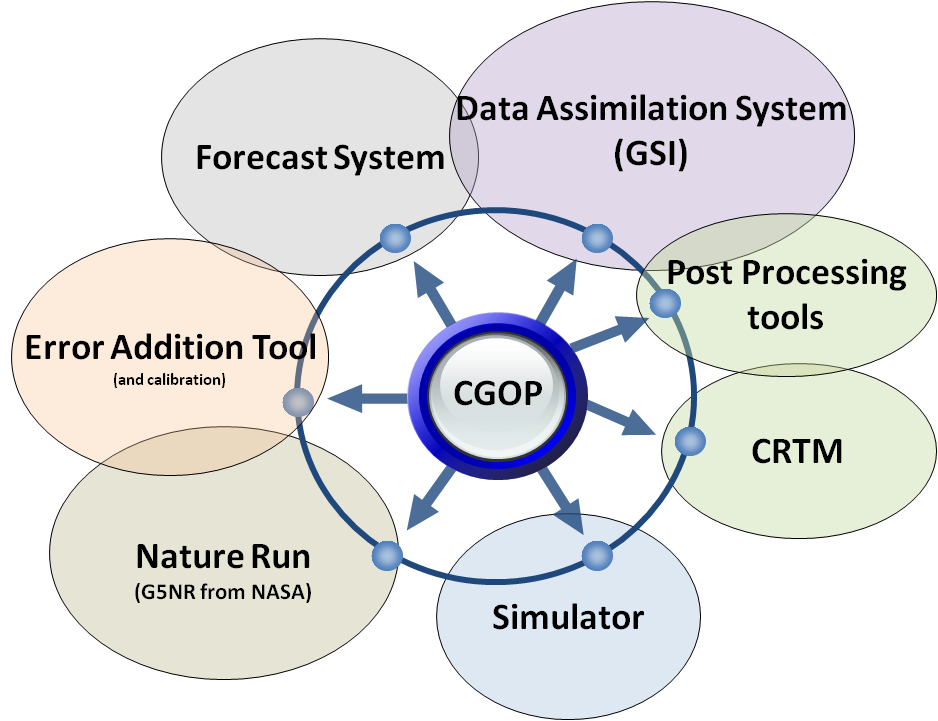 Data Assimilation System
(GSI)
Forecast System
Post Processing
tools
Error Addition Tool
(and calibration)
CGOP
CRTM
Nature Run
(G5NR from NASA)
Simulator